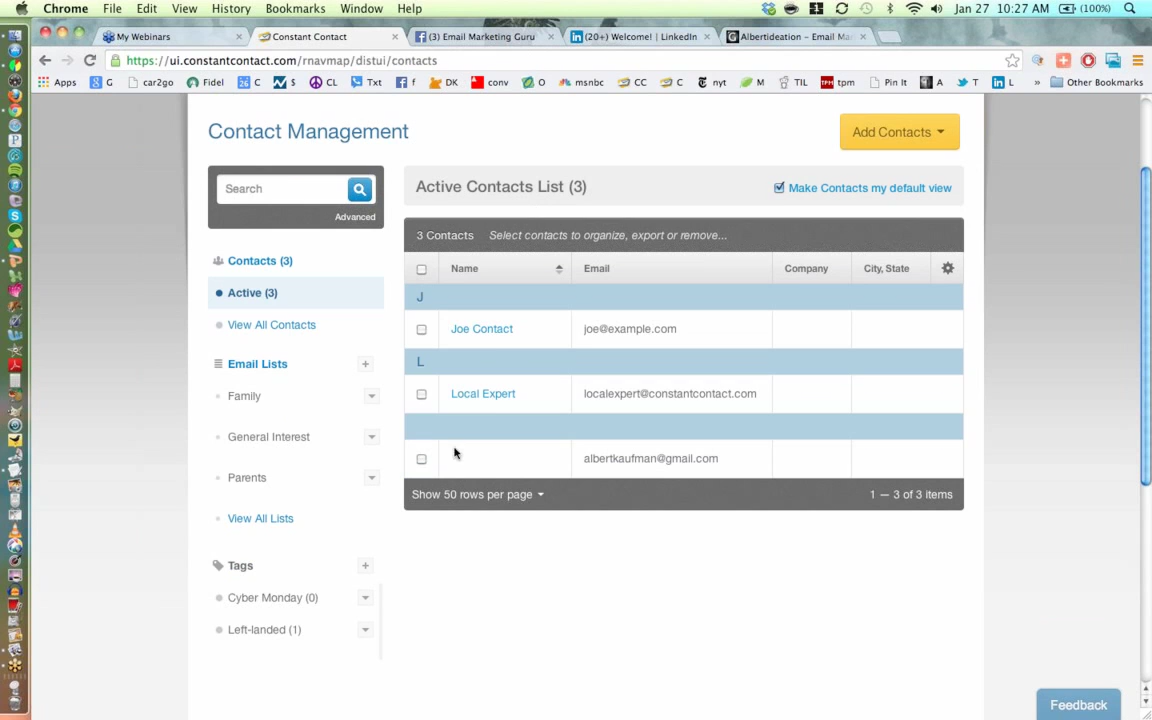 Chrome File Edit View History Bookmarks Window Help Jan 27 10:27 AM (100%)
My Webinars
Constant Contact
(3) Email Marketing Guru
(20+) Welcome! | LinkedIn
Albertideation – Email Ma
https://ui.constantcontact.com/rnavmap/distui/contacts
Apps G car2go Fidel C $ CL Txt f DK conv O msnbc CC C nyt M TIL tpm Pin It A T L » Other Bookmarks
Contact Management
Add Contacts
Search
Advanced
Active Contacts List (3)
Make Contacts my default view
3 Contacts Select contacts to organize, export or remove...
Name Email Company City, State
J
Joe Contact joe@example.com
L
Local Expert localexpert@constantcontact.com
albertkaufman@gmail.com
Show 50 rows per page 1 — 3 of 3 items
Contacts (3)
Active (3)
View All Contacts
Email Lists
Family
General Interest
Parents
View All Lists
Tags
Cyber Monday (0)
Left-landed (1)
Feedback